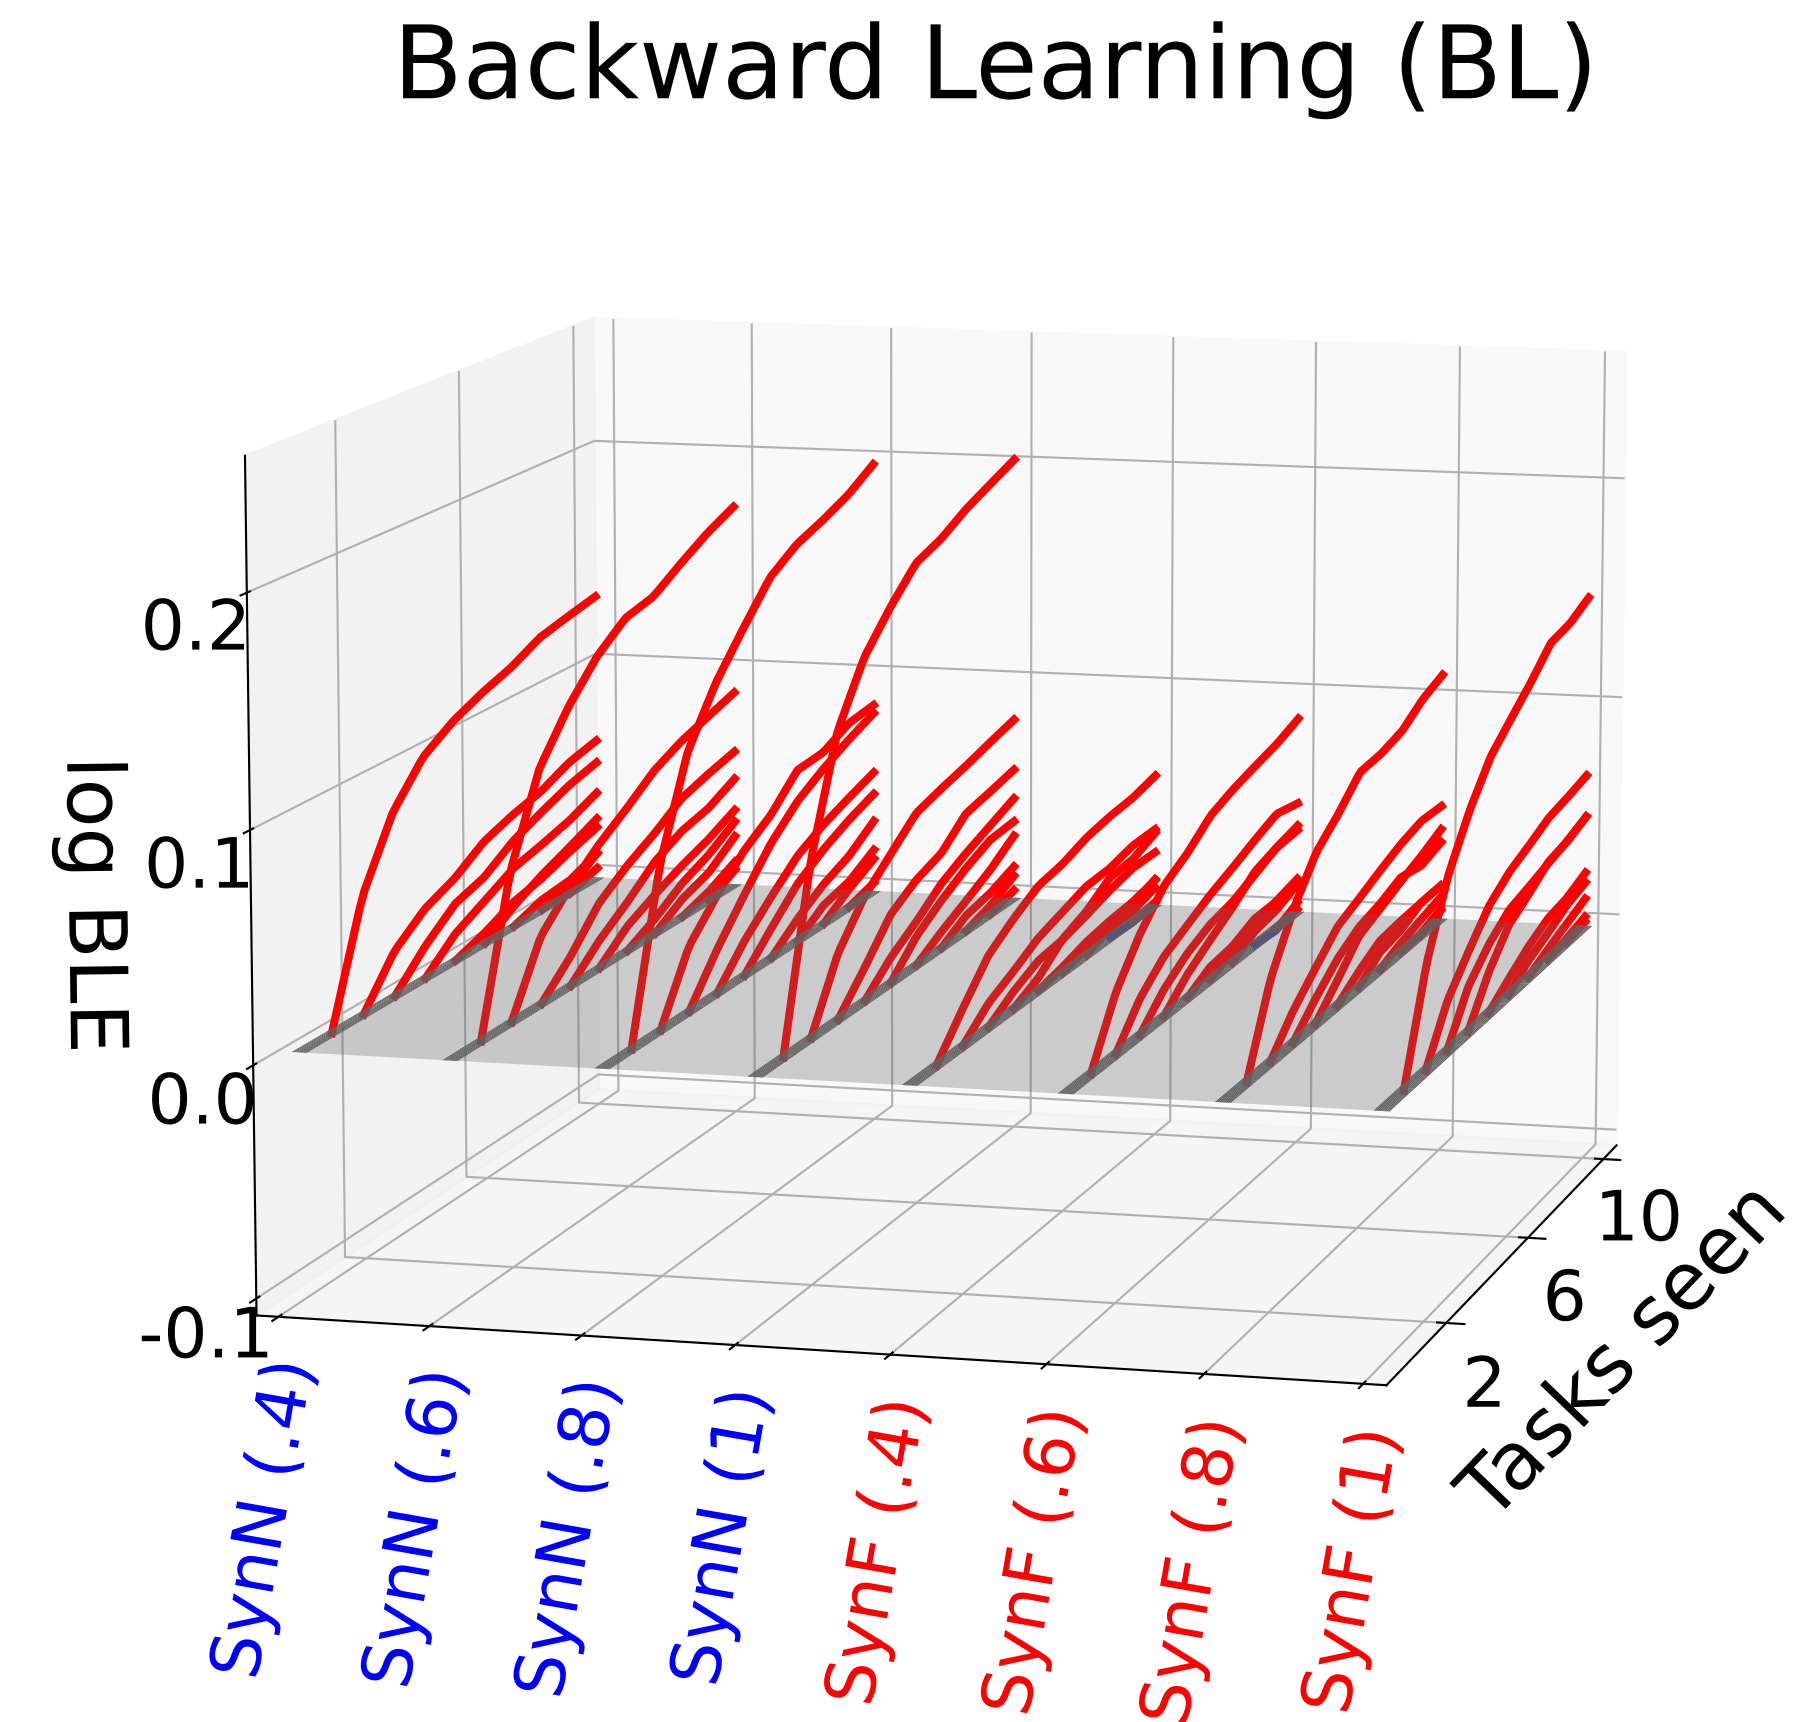 Backward Learning (BL)
log BLE
0.2
0.1
0.0
-0.1
SynN (.4)
SynN (.6)
SynN (.8)
SynN (1)
SynF (.4)
SynF (.6)
SynF (.8)
SynF (1)
2
6
10
Tasks seen